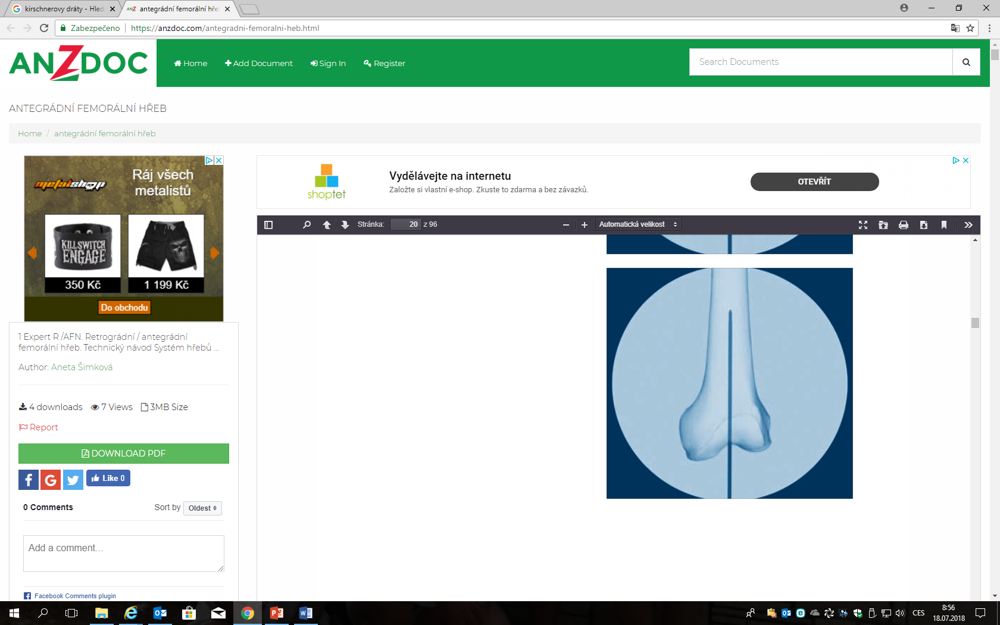 kirschnerovy dráty - Hled
antegrádní femorální hře
Zabezpečeno
https://anzdoc.com/antegradni-femoralni-heb.html
ANZDOC
Home
Add Document
Sign In
Register
Search Documents
ANTEGRÁDNÍ FEMORÁLNÍ HŘEB
Home / antegrádní femorální hřeb
metalshop
Ráj všech
metalistů
KILLSWITCH
ENGAGE
350 Kč
1 199 Kč
Do obchodu
shoptet
Vydělávejte na internetu
Založte si vlastní e-shop. Zkuste to zdarma a bez závazků.
OTEVŘÍT
Stránka: 20 z 96
Automatická velikost
1 Expert R /AFN. Retrográdní / antegrádní
femorální hřeb. Technický návod Systém hřebů ...
Author: Aneta Šimková
4 downloads 7 Views 3MB Size
Report
DOWNLOAD PDF
Like 0
0 Comments
Sort by Oldest
Add a comment...
Facebook Comments plugin
CES
8:56
18.07.2018